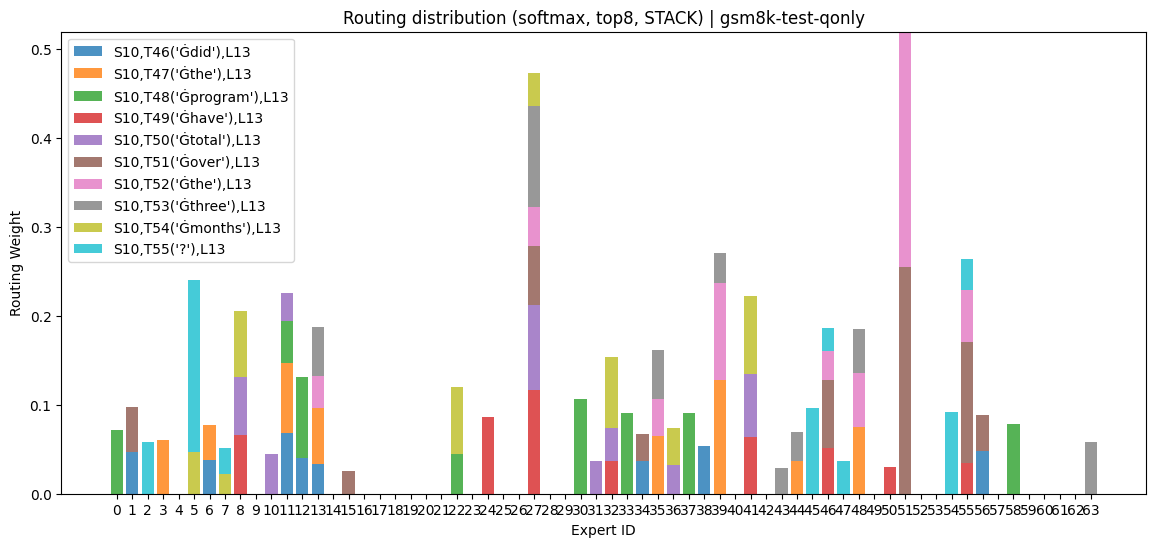 Routing distribution (softmax, top8, STACK) | gsm8k-test-qonly
S10,T46('Ġdid'),L13
S10,T47('Ġthe'),L13
S10,T48('Ġprogram'),L13
S10,T49('Ġhave'),L13
S10,T50('Ġtotal'),L13
S10,T51('Ġover'),L13
S10,T52('Ġthe'),L13
S10,T53('Ġthree'),L13
S10,T54('Ġmonths'),L13
S10,T55('?'),L13
0.5
0.4
0.3
0.2
0.1
0.0
Routing Weight
0 1 2 3 4 5 6 7 8 9 10 11 12 13 14 15 16 17 18 19 20 21 22 23 24 25 26 27 28 29 30 31 32 33 34 35 36 37 38 39 40 41 42 43 44 45 46 47 48 49 50 51 52 53 54 55 56 57 58 59 60 61 62 63
Expert ID